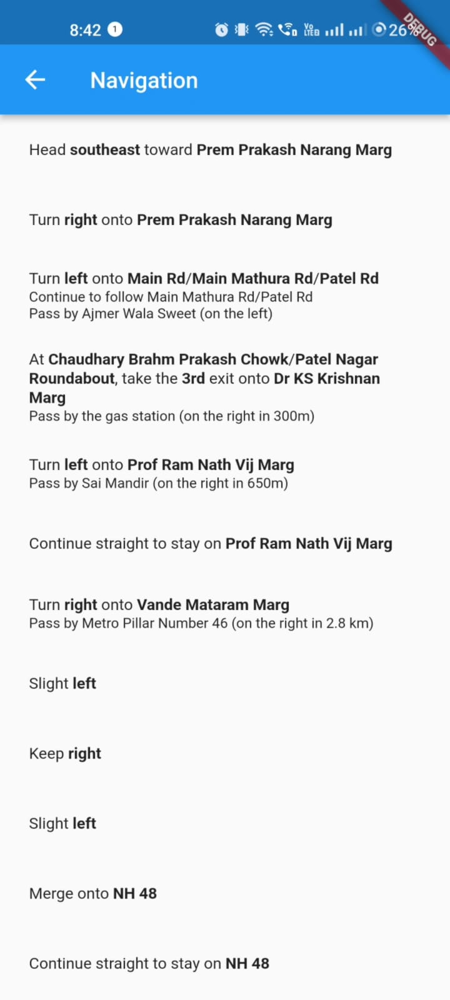 8:42 1 Vo LTE 26%
DEBUG
Navigation
Head southeast toward Prem Prakash Narang Marg
Turn right onto Prem Prakash Narang Marg
Turn left onto Main Rd/Main Mathura Rd/Patel Rd
Continue to follow Main Mathura Rd/Patel Rd
Pass by Ajmer Wala Sweet (on the left)
At Chaudhary Brahm Prakash Chowk/Patel Nagar
Roundabout, take the 3rd exit onto Dr KS Krishnan
Marg
Pass by the gas station (on the right in 300m)
Turn left onto Prof Ram Nath Vij Marg
Pass by Sai Mandir (on the right in 650m)
Continue straight to stay on Prof Ram Nath Vij Marg
Turn right onto Vande Mataram Marg
Pass by Metro Pillar Number 46 (on the right in 2.8 km)
Slight left
Keep right
Slight left
Merge onto NH 48
Continue straight to stay on NH 48